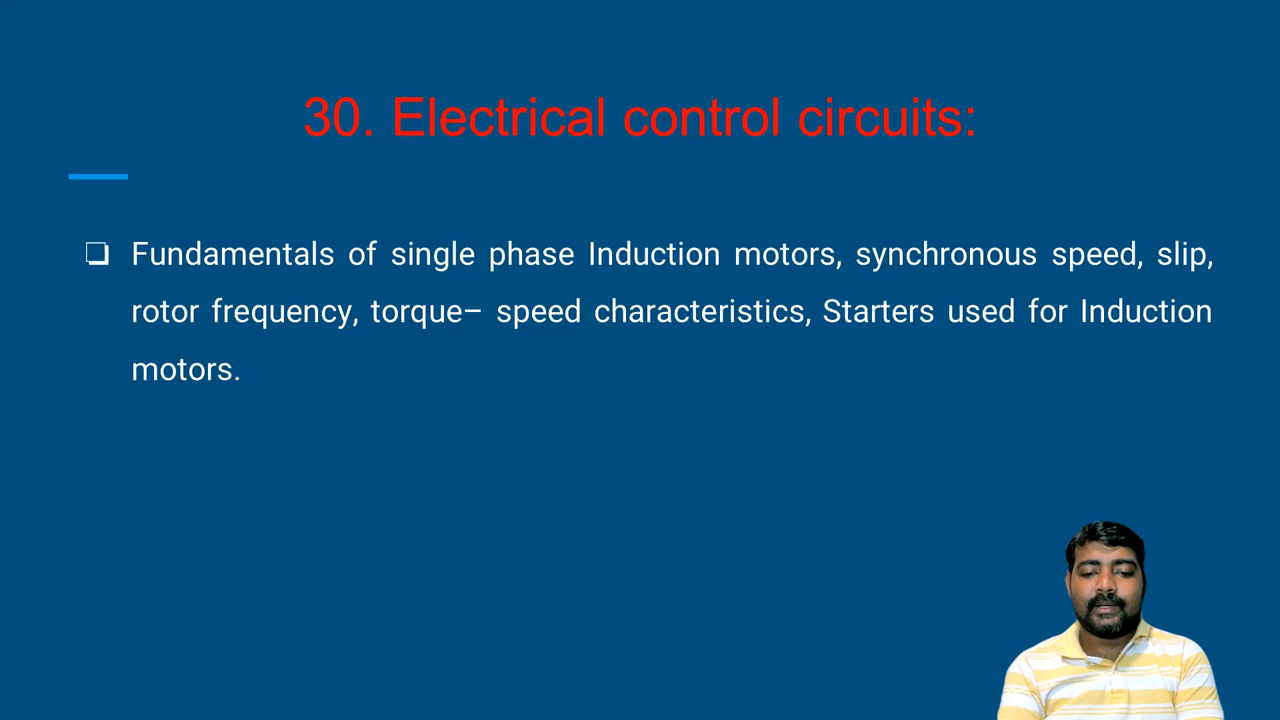 30. Electrical control circuits:
❏ Fundamentals of single phase Induction motors, synchronous speed, slip,
rotor frequency, torque– speed characteristics, Starters used for Induction
motors.